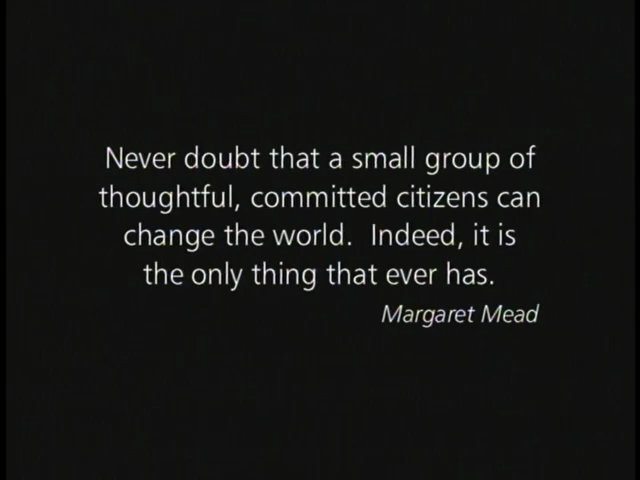 Never doubt that a small group of
thoughtful, committed citizens can
change the world.  Indeed, it is
the only thing that ever has.
Margaret Mead